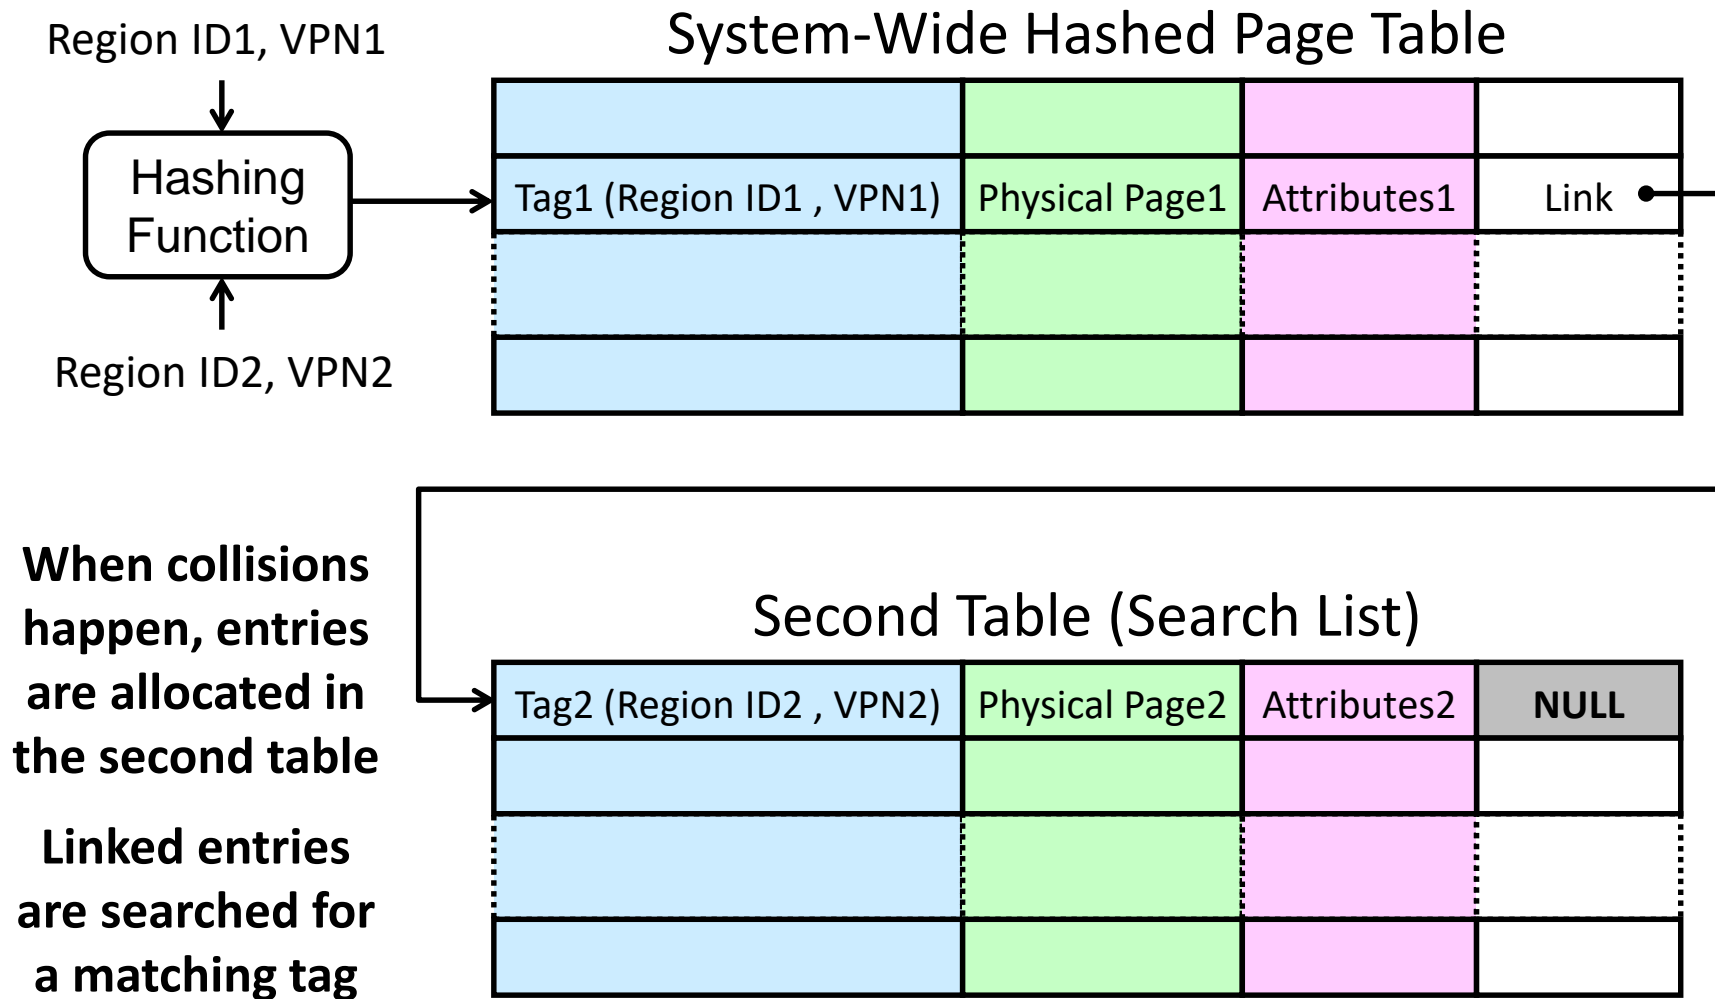 Region ID1, VPN1
System-Wide Hashed Page Table
Hashing
Function
Tag1 (Region ID1 , VPN1)
Physical Page1
Attributes1
Link
Region ID2, VPN2
When collisions
happen, entries
are allocated in
the second table
Linked entries
are searched for
a matching tag
Second Table (Search List)
Tag2 (Region ID2 , VPN2)
Physical Page2
Attributes2
NULL